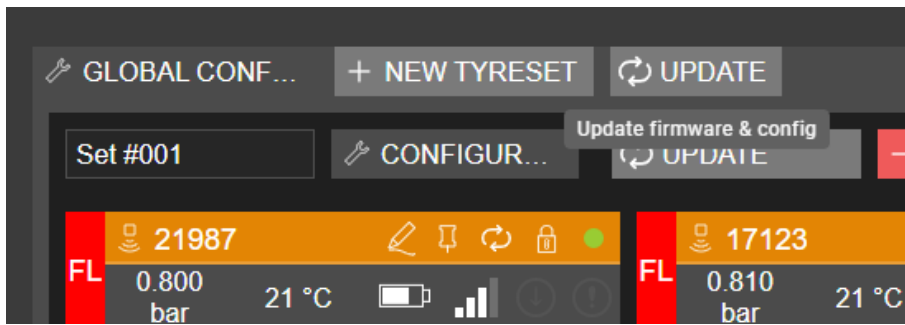 GLOBAL CONF... + NEW TYRESET UPDATE
Update firmware & config
Set #001 CONFIGUR... UPDATE
FL 21987 FL 17123
0.800 bar 21 °C 0.810 bar 21 °C